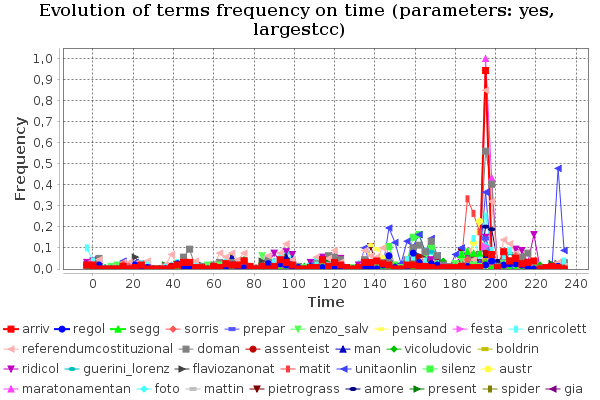 Evolution of terms frequency on time (parameters: yes,
largestcc)
Frequency
1,0
0,9
0,8
0,7
0,6
0,5
0,4
0,3
0,2
0,1
0,0
0 20 40 60 80 100 120 140 160 180 200 220 240
Time
arriv regol segg sorris prepar enzo_salv pensand festa enricolett
referendumcostituzional doman assenteist man vicoludovic boldrin
ridicol guerini_lorenz flaviozanonat matit unitaonlin silenz austr
maratonamentan foto mattin pietrograss amore present spider gia